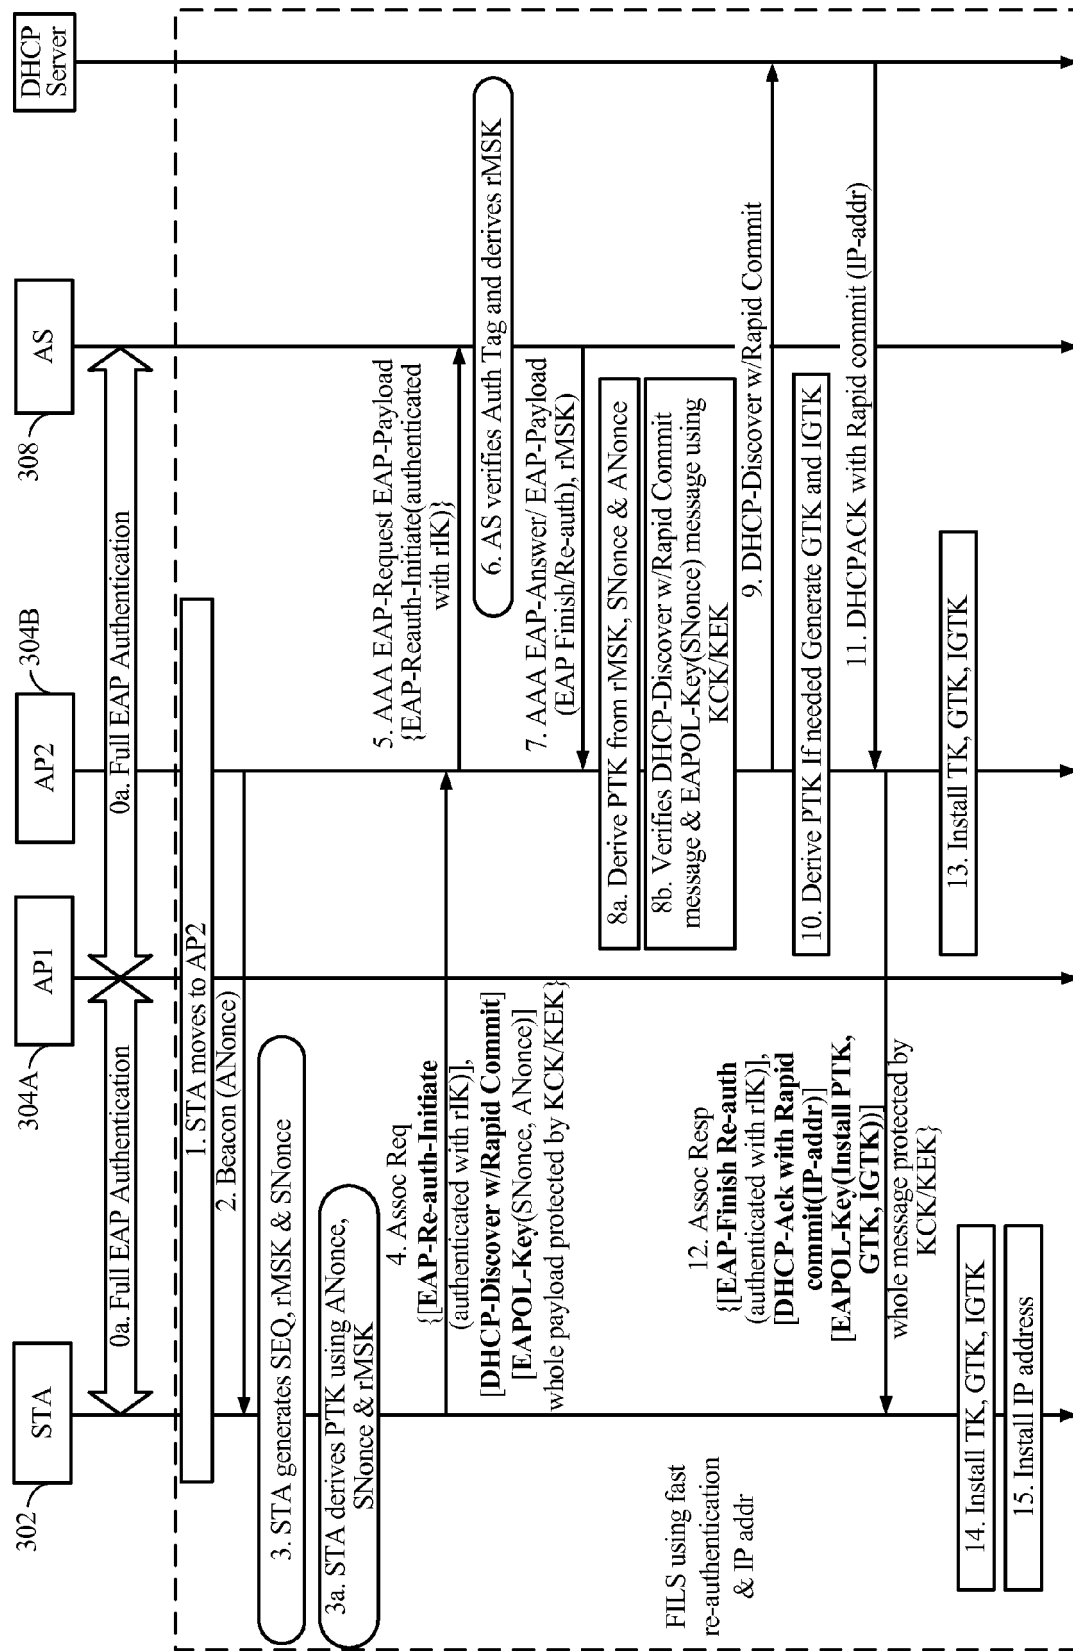 302
STA
304A
AP1
304B
AP2
308
AS
DHCP
Server
0a. Full EAP Authentication
0a. Full EAP Authentication
1. STA moves to AP2
2. Beacon (ANonce)
3. STA generates SEQ, rMSK & SNonce
3a. STA derives PTK using ANonce,
SNonce & rMSK
4. Assoc Req
{[EAP-Re-auth-Initiate
(authenticated with rIK)],
[DHCP-Discover w/Rapid Commit]
[EAPOL-Key(SNonce, ANonce)]
whole payload protected by KCK/KEK}
5. AAA EAP-Request EAP-Payload
{EAP-Reauth-Initiate(authenticated
with rIK)}
6. AS verifies Auth Tag and derives rMSK
7. AAA EAP-Answer/ EAP-Payload
(EAP Finish/Re-auth), rMSK)
8a. Derive PTK from rMSK, SNonce & ANonce
8b. Verifies DHCP-Discover w/Rapid Commit
message & EAPOL-Key(SNonce) message using
KCK/KEK
9. DHCP-Discover w/Rapid Commit
10. Derive PTK If needed Generate GTK and IGTK
11. DHCPACK with Rapid commit (IP-addr)
12. Assoc Resp
{[EAP-Finish Re-auth
(authenticated with rIK)],
[DHCP-Ack with Rapid
commit(IP-addr)]
[EAPOL-Key(Install PTK,
GTK, IGTK))]
whole message protected by
KCK/KEK}
13. Install TK, GTK, IGTK
14. Install TK, GTK, IGTK
15. Install IP address
FILS using fast
re-authentication
& IP addr